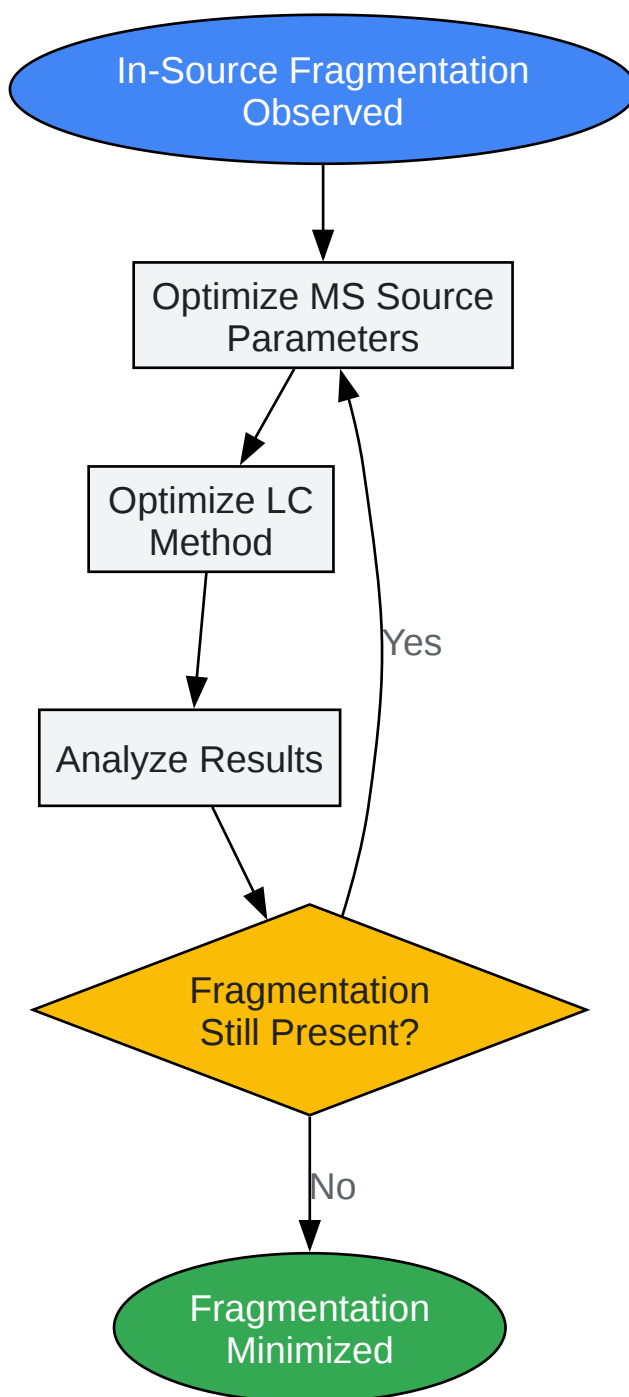 In-Source Fragmentation
Observed
Optimize MS Source
Parameters
Optimize LC
Method
Yes
Analyze Results
Fragmentation
Still Present?
No
Fragmentation
Minimized